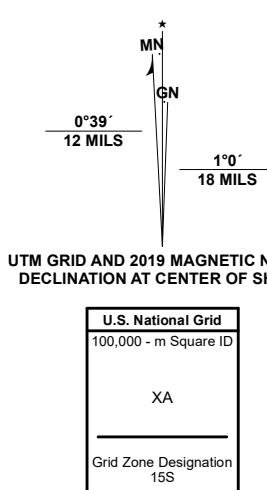 ★
MN
GN
0°39´
12 MILS
1°0´
18 MILS
UTM GRID AND 2019 MAGNETIC
DECLINATION AT CENTER OF
U.S. National Grid
100,000 - m Square ID
XA
Grid Zone Designation
15S